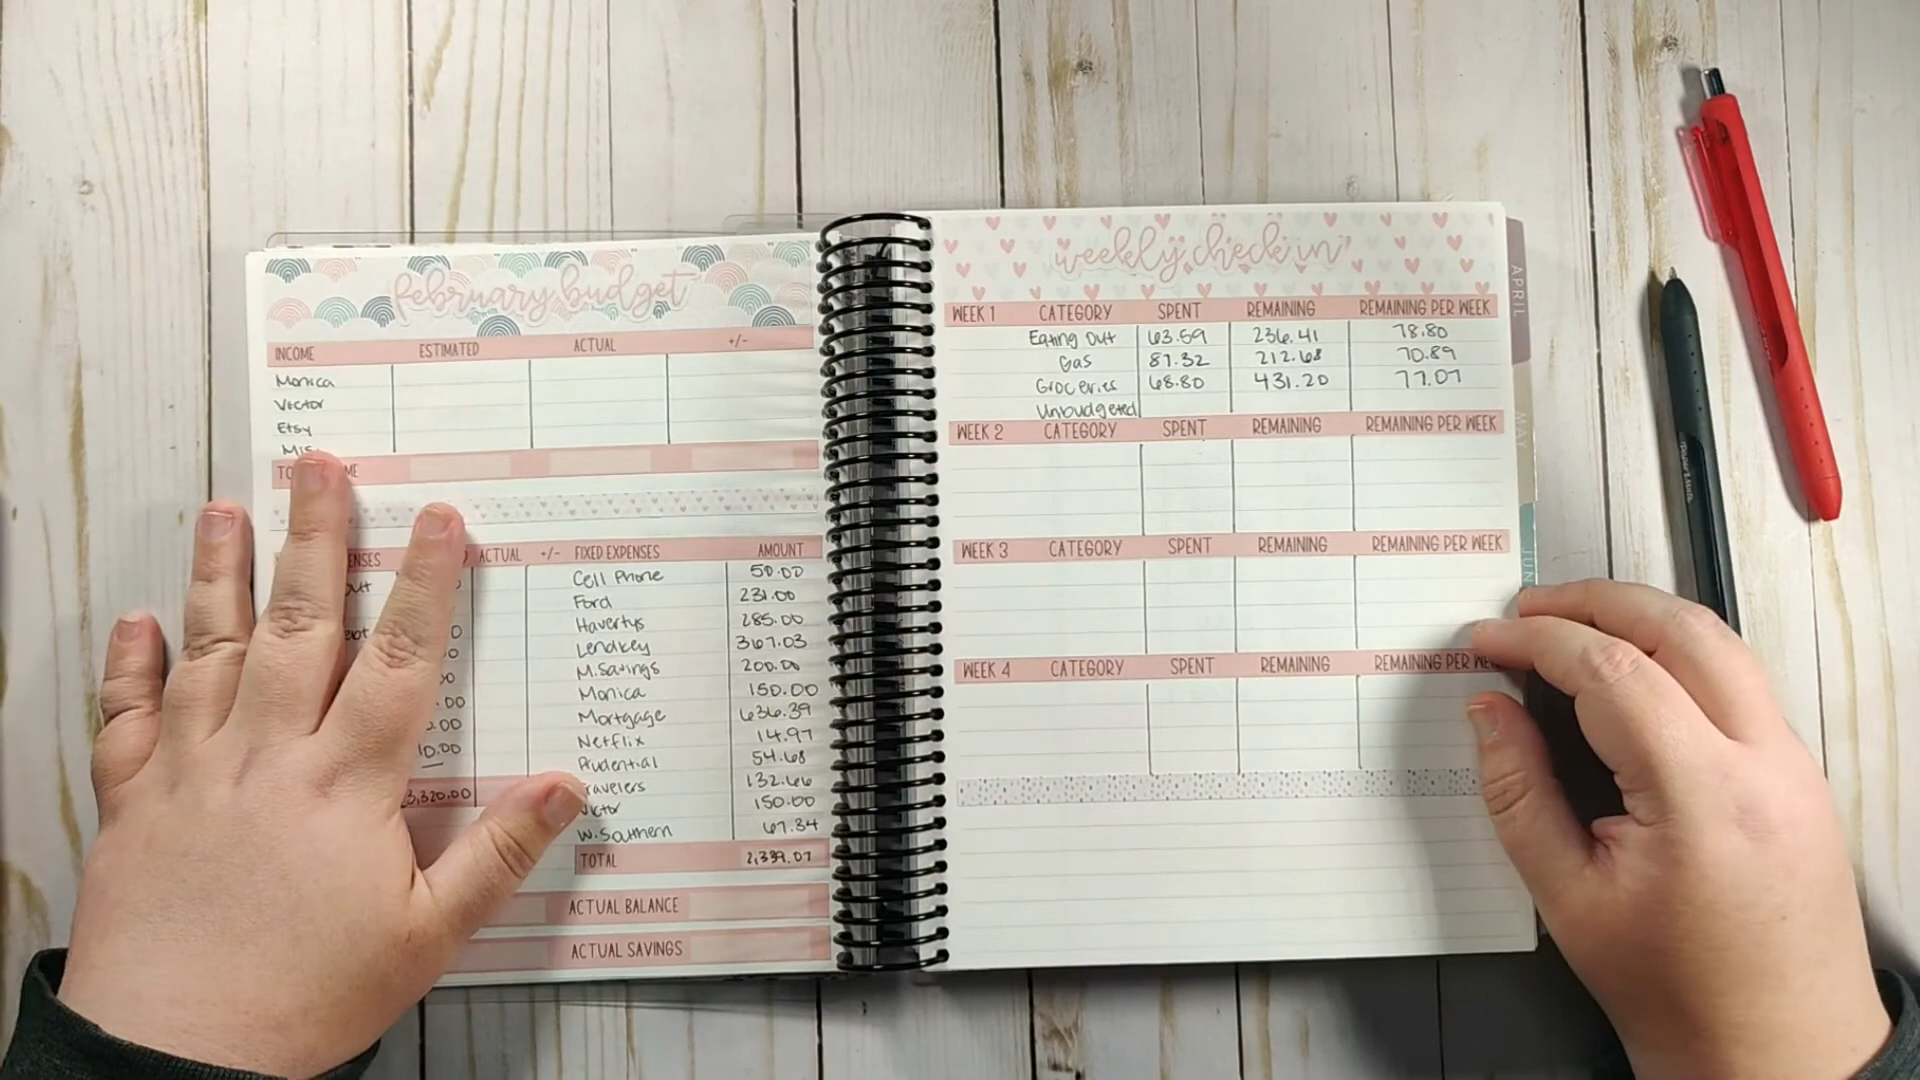 february budget
INCOME ESTIMATED ACTUAL +/-
Monica
Victor
Etsy
ACTUAL +/- FIXED EXPENSES AMOUNT
Cell Phone 50.00
Ford 231.00
Havertys 285.00
Lendkey 367.03
M.Savings 200.00
Monica 150.00
Mortgage 636.39
Netflix 14.97
Prudential 54.68
132.66
150.00
W.Southern 67.34
3,320.00
TOTAL 2,339.07
ACTUAL BALANCE
ACTUAL SAVINGS
weekly check in
WEEK 1 CATEGORY SPENT REMAINING REMAINING PER WEEK
Eating Out 63.59 236.41 78.80
Gas 87.32 212.68 70.89
Groceries 68.80 431.20 77.07
Unbudgeted
WEEK 2 CATEGORY SPENT REMAINING REMAINING PER WEEK
WEEK 3 CATEGORY SPENT REMAINING REMAINING PER WEEK
WEEK 4 CATEGORY SPENT REMAINING REMAINING PER
APRIL
MAY
JUN